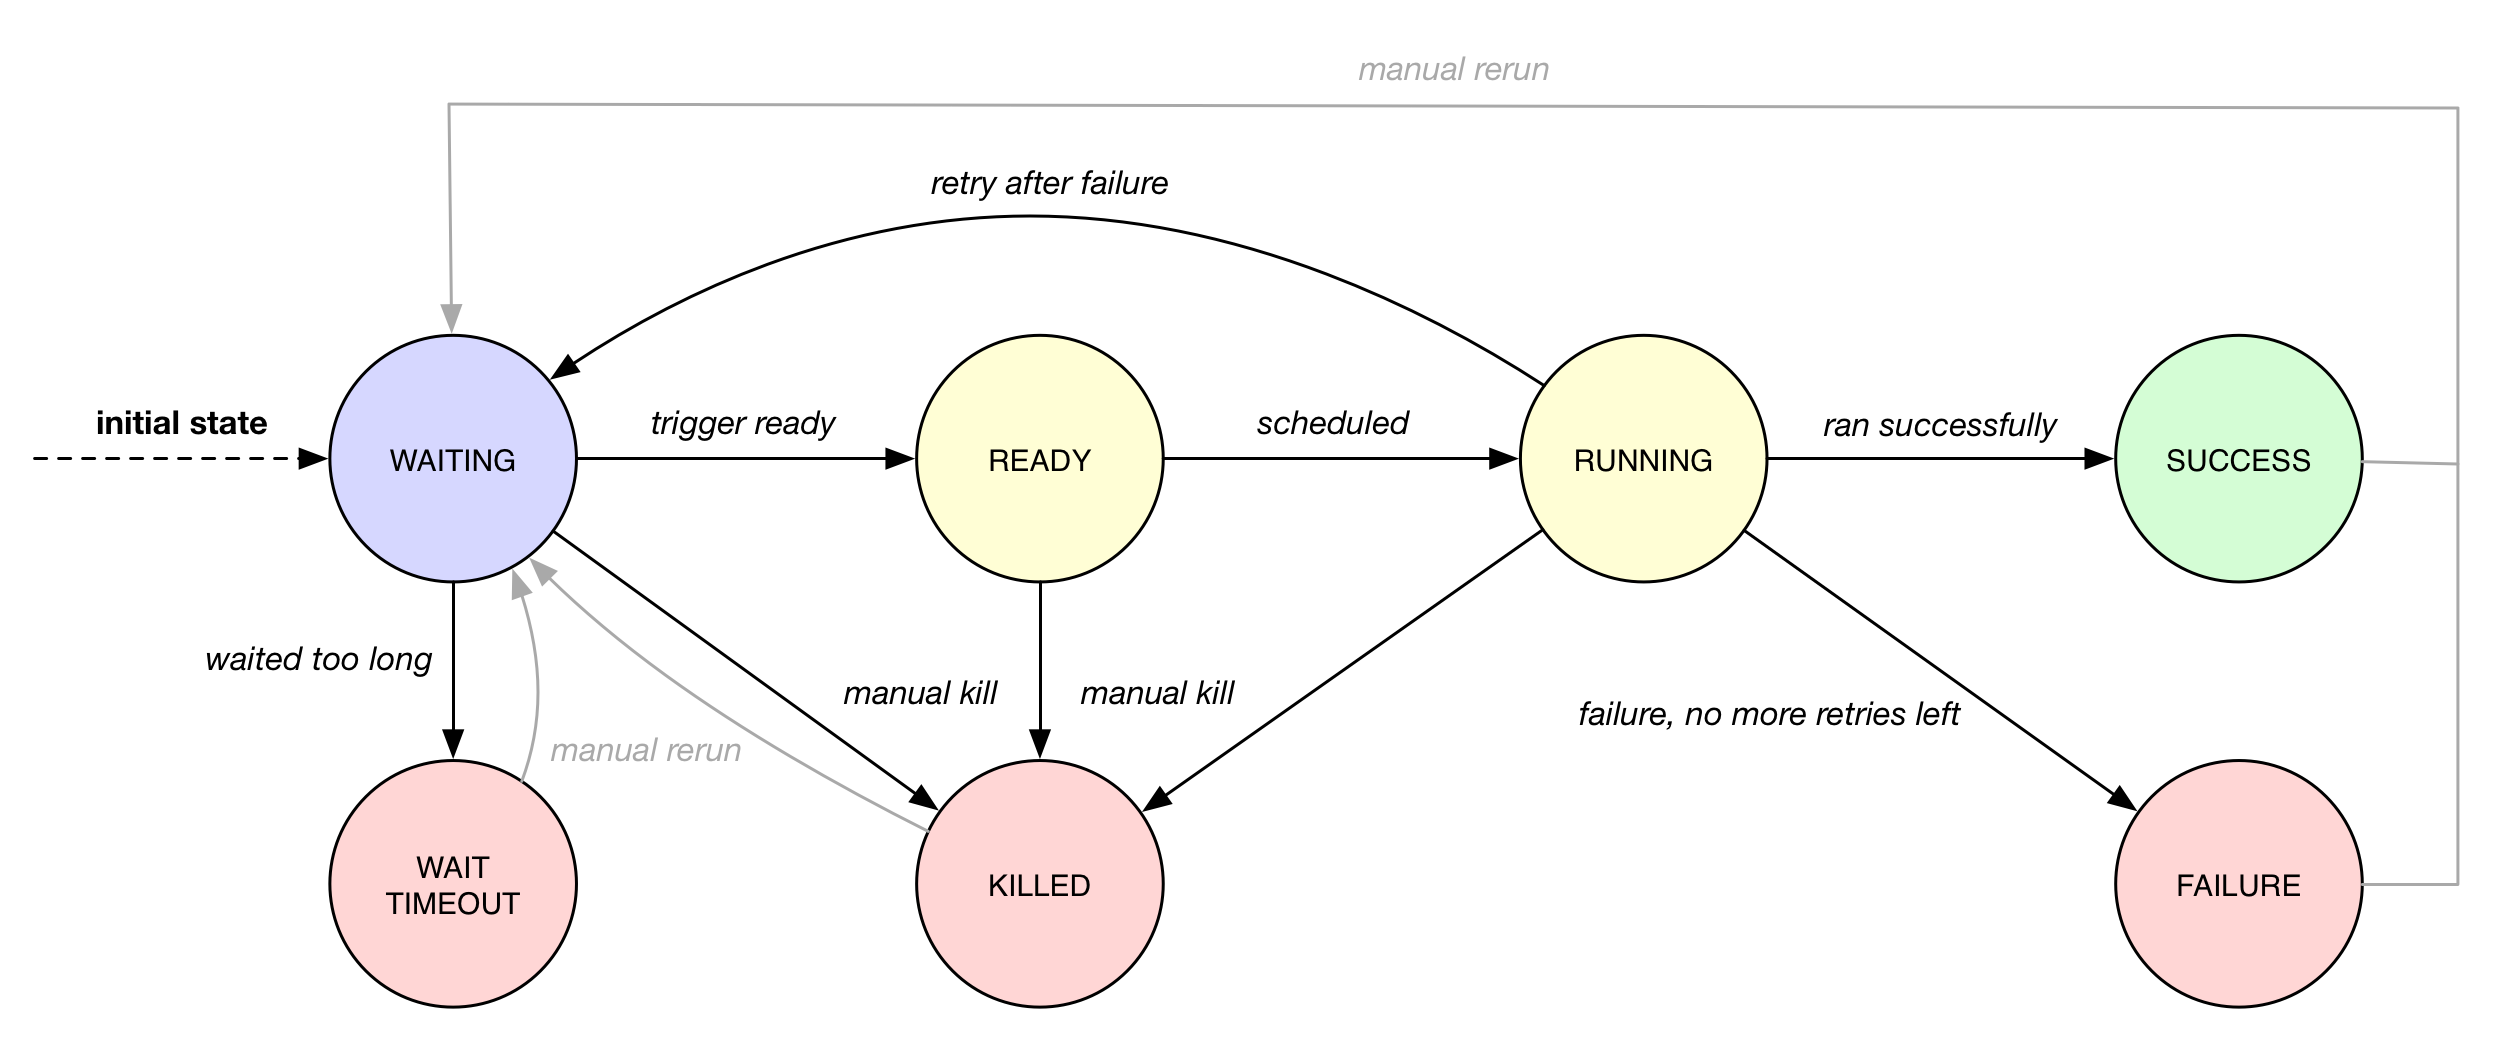 manual rerun
retry after failure
initial state
trigger ready
scheduled
ran successfully
WAITING
READY
RUNNING
SUCCESS
waited too long
manual kill
manual kill
failure, no more retries left
manual rerun
WAIT
TIMEOUT
KILLED
FAILURE